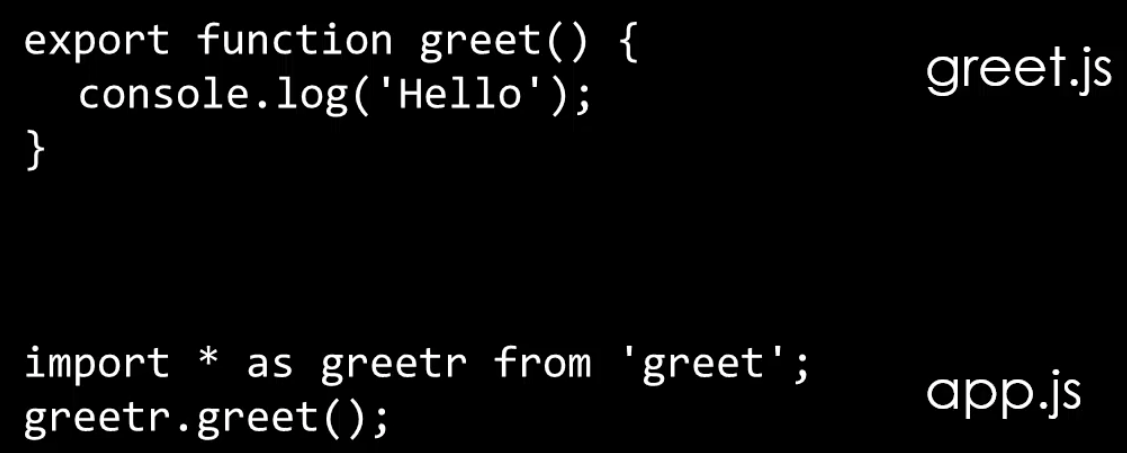 export function greet() {
  console.log('Hello');
}
greet.js
import * as greetr from 'greet';
greetr.greet();
app.js